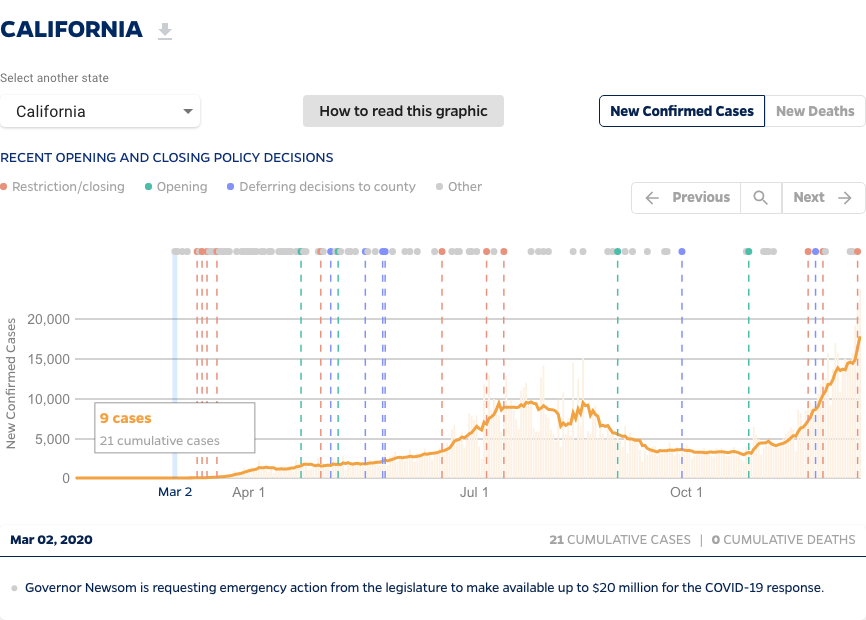 CALIFORNIA
Select another state
California
How to read this graphic
New Confirmed Cases
New Deaths
RECENT OPENING AND CLOSING POLICY DECISIONS
Restriction/closing
Opening
Deferring decisions to county
Other
Previous
Next
New Confirmed Cases
20,000
15,000
10,000
5,000
0
9 cases
21 cumulative cases
Mar 2
Apr 1
Jul 1
Oct 1
Mar 02, 2020
21 CUMULATIVE CASES | 0 CUMULATIVE DEATHS
Governor Newsom is requesting emergency action from the legislature to make available up to $20 million for the COVID-19 response.